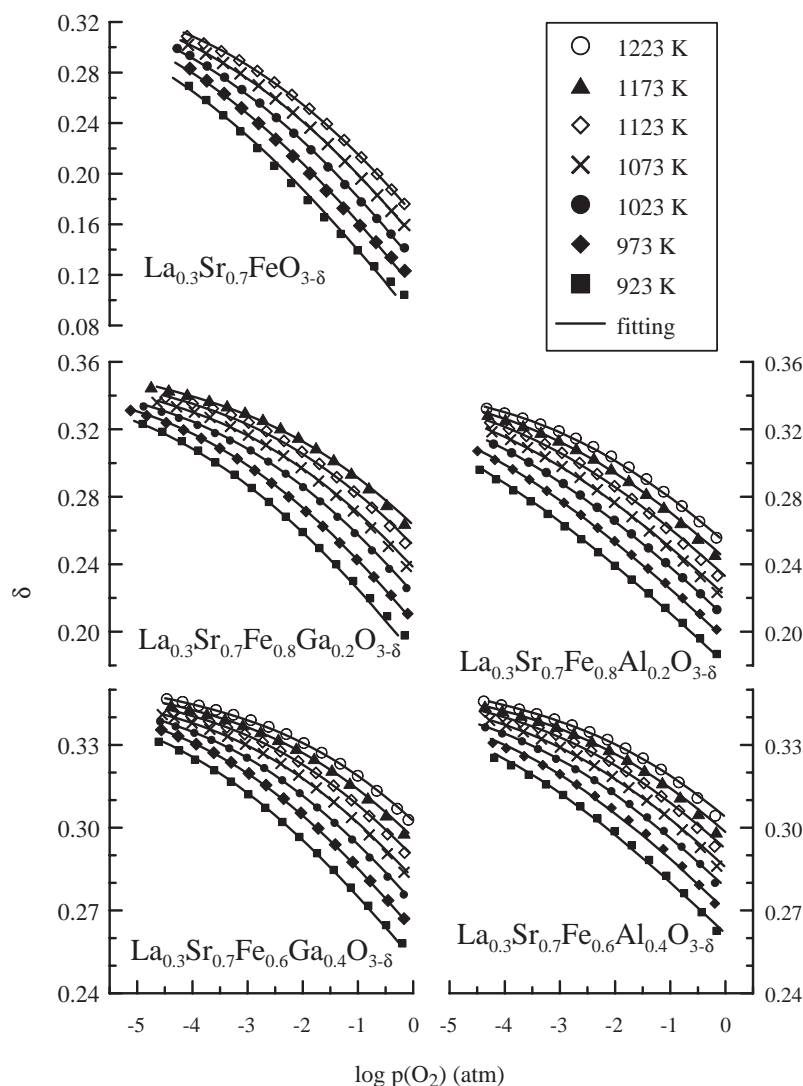 0.32
0.28
0.24
0.20
0.16
0.12
0.08
La0.3Sr0.7FeO3-δ
1223 K
1173 K
1123 K
1073 K
1023 K
973 K
923 K
fitting
0.36
0.32
0.28
0.24
0.20
La0.3Sr0.7Fe0.8Ga0.2O3-δ
0.36
0.32
0.28
0.24
0.20
La0.3Sr0.7Fe0.8Al0.2O3-δ
δ
0.33
0.30
0.27
0.24
La0.3Sr0.7Fe0.6Ga0.4O3-δ
0.33
0.30
0.27
0.24
La0.3Sr0.7Fe0.6Al0.4O3-δ
-5 -4 -3 -2 -1 0
-5 -4 -3 -2 -1 0
log p(O2) (atm)